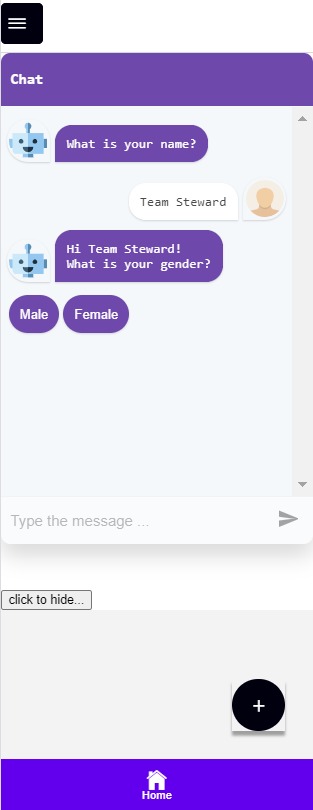 Chat
What is your name?
Team Steward
Hi Team Steward!
What is your gender?
Male Female
Type the message ...
click to hide...
+
Home